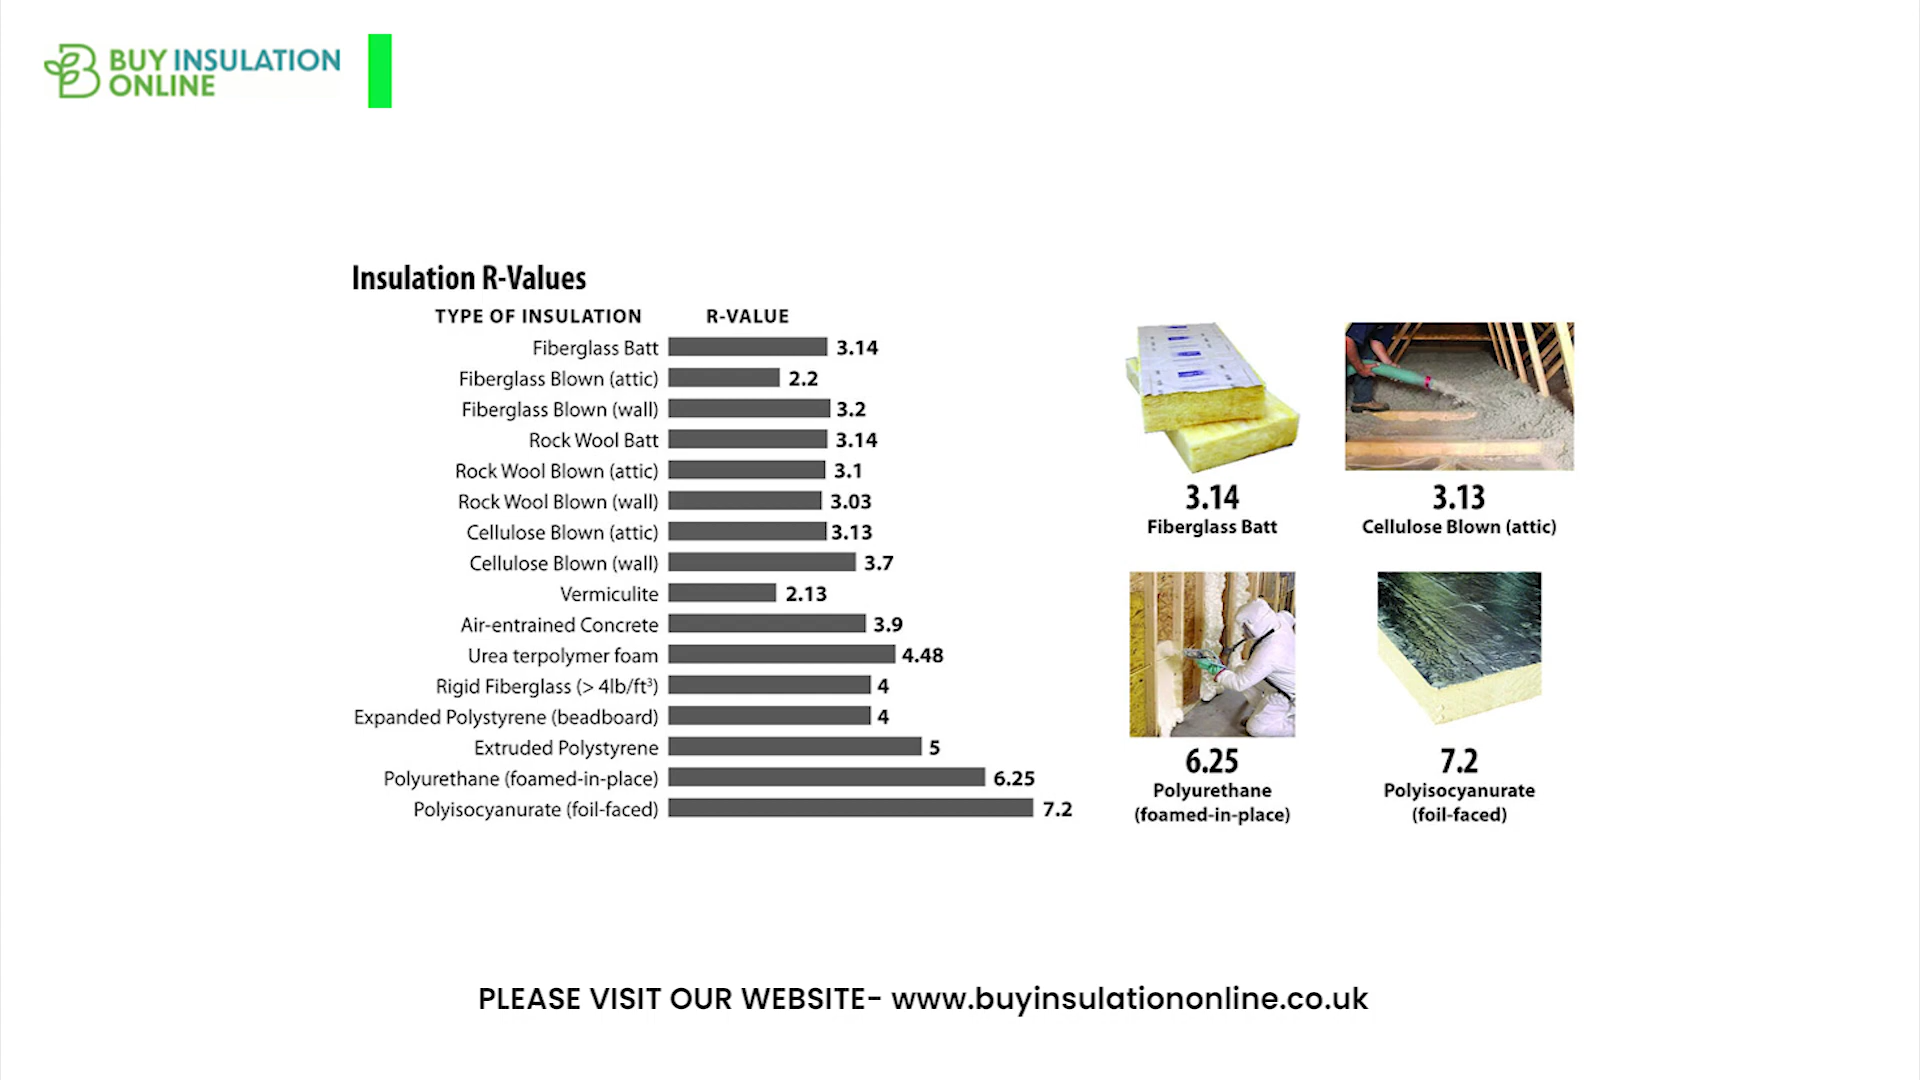 BUY INSULATION
ONLINE
Insulation R-Values
TYPE OF INSULATION R-VALUE
Fiberglass Batt 3.14
Fiberglass Blown (attic) 2.2
Fiberglass Blown (wall) 3.2
Rock Wool Batt 3.14
Rock Wool Blown (attic) 3.1
Rock Wool Blown (wall) 3.03
Cellulose Blown (attic) 3.13
Cellulose Blown (wall) 3.7
Vermiculite 2.13
Air-entrained Concrete 3.9
Urea terpolymer foam 4.48
Rigid Fiberglass (> 4lb/ft³) 4
Expanded Polystyrene (beadboard) 4
Extruded Polystyrene 5
Polyurethane (foamed-in-place) 6.25
Polyisocyanurate (foil-faced) 7.2
3.14
Fiberglass Batt
3.13
Cellulose Blown (attic)
6.25
Polyurethane
(foamed-in-place)
7.2
Polyisocyanurate
(foil-faced)
PLEASE VISIT OUR WEBSITE- www.buyinsulationonline.co.uk